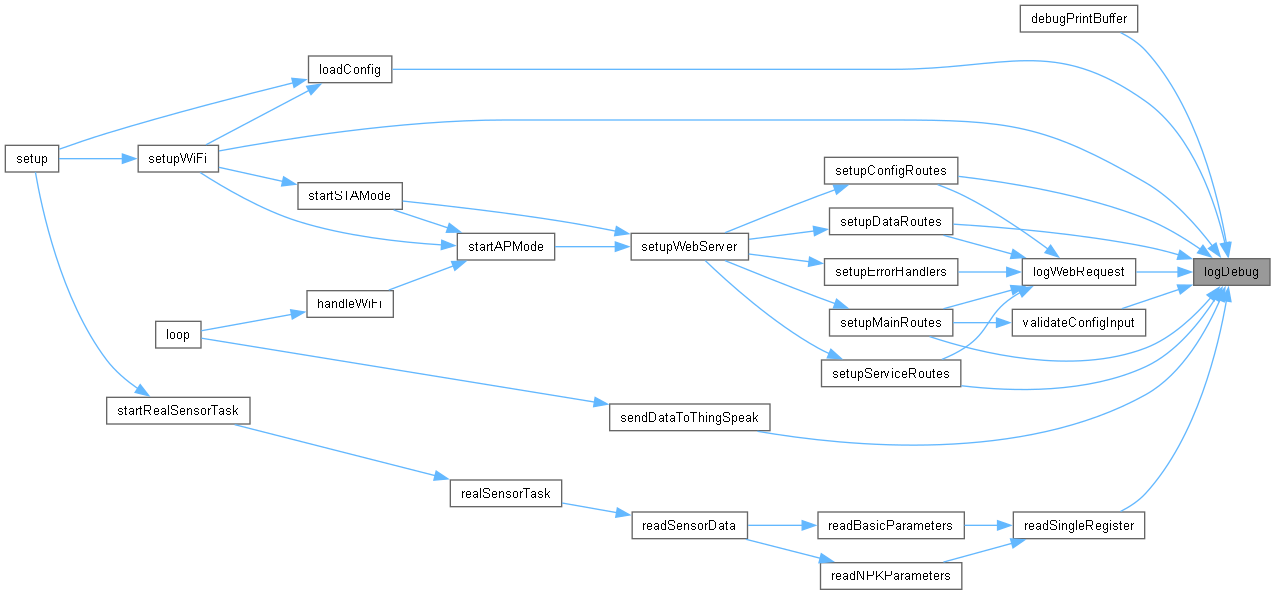 debugPrintBuffer
loadConfig
setup
setupWiFi
setupConfigRoutes
startSTAMode
setupDataRoutes
startAPMode
setupWebServer
setupErrorHandlers
logWebRequest
logDebug
handleWiFi
loop
setupMainRoutes
validateConfigInput
setupServiceRoutes
startRealSensorTask
sendDataToThingSpeak
realSensorTask
readSensorData
readBasicParameters
readSingleRegister
readNPKParameters